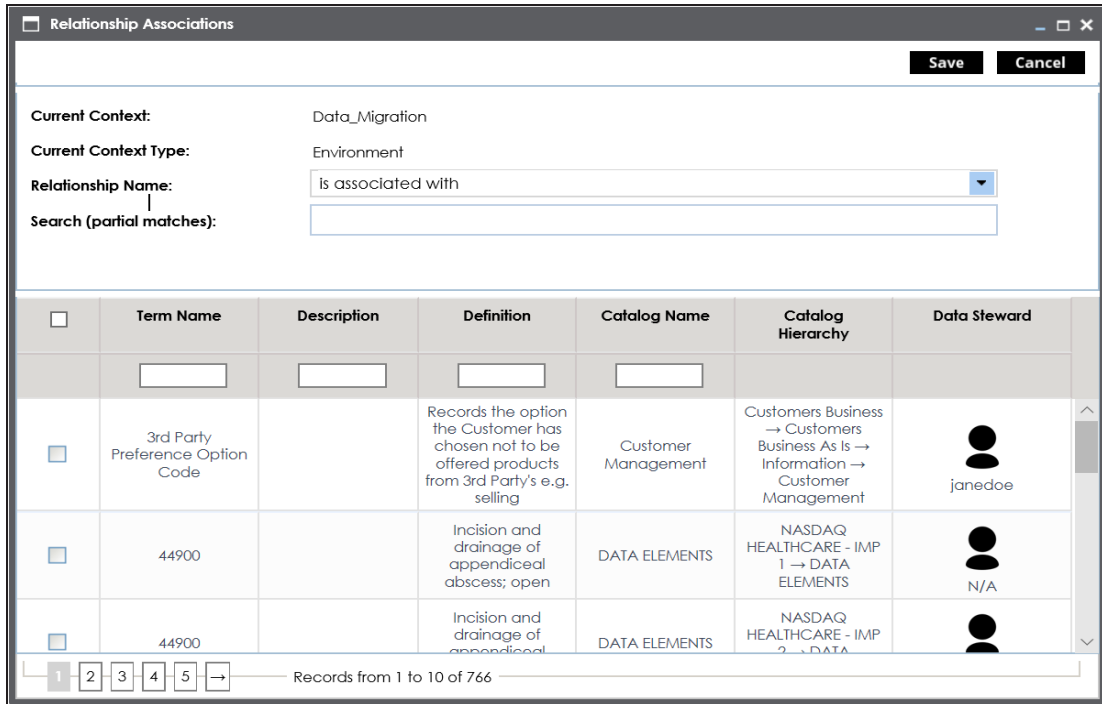 Relationship Associations
Save Cancel
Current Context: Data_Migration
Current Context Type: Environment
Relationship Name: is associated with
Search (partial matches):
Term Name Description Definition Catalog Name Catalog Hierarchy Data Steward
3rd Party
Preference Option
Code
Records the option
the Customer has
chosen not to be
offered products
from 3rd Party's e.g.
selling
Customer
Management
Customers Business
→ Customers
Business As Is →
Information →
Customer
Management
janedoe
44900
Incision and
drainage of
appendiceal
abscess; open
DATA ELEMENTS
NASDAQ
HEALTHCARE - IMP
1 → DATA
ELEMENTS
N/A
44900
Incision and
drainage of
appendiceal
DATA ELEMENTS
NASDAQ
HEALTHCARE - IMP
2 → DATA
1 2 3 4 5 → Records from 1 to 10 of 766